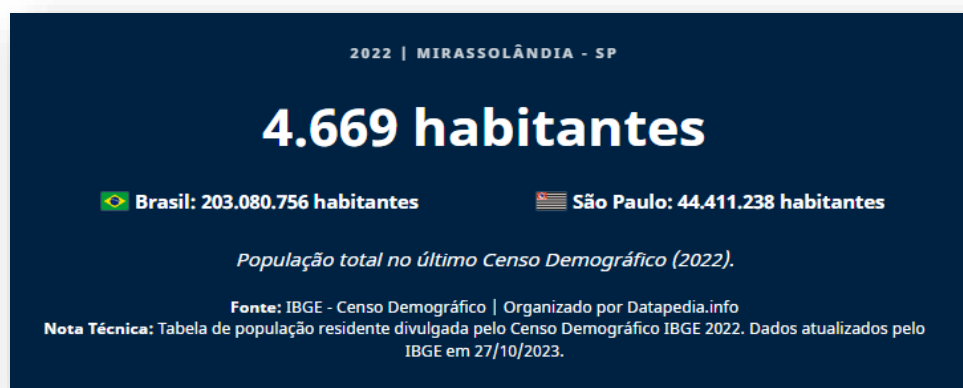 2022 | MIRASSOLÂNDIA - SP
4.669 habitantes
Brasil: 203.080.756 habitantes
São Paulo: 44.411.238 habitantes
População total no último Censo Demográfico (2022).
Fonte: IBGE - Censo Demográfico | Organizado por Datapedia.info
Nota Técnica: Tabela de população residente divulgada pelo Censo Demográfico IBGE 2022. Dados atualizados pelo
IBGE em 27/10/2023.